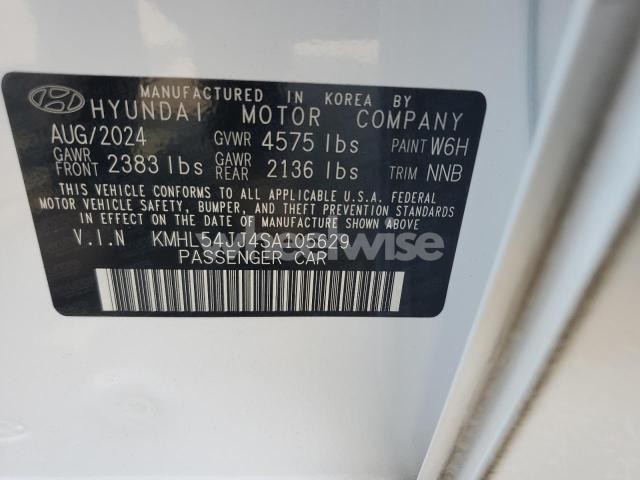 MANUFACTURED IN KOREA BY
HYUNDAI MOTOR COMPANY
AUG/2024 GVWR 4575 lbs PAINT W6H
GAWR FRONT 2383 lbs GAWR REAR 2136 lbs TRIM NNB
THIS VEHICLE CONFORMS TO ALL APPLICABLE U.S.A. FEDERAL
MOTOR VEHICLE SAFETY, BUMPER, AND THEFT PREVENTION STANDARDS
IN EFFECT ON THE DATE OF MANUFACTURE SHOWN ABOVE.
V.I.N KMHL54JJ4SA105629
PASSENGER CAR